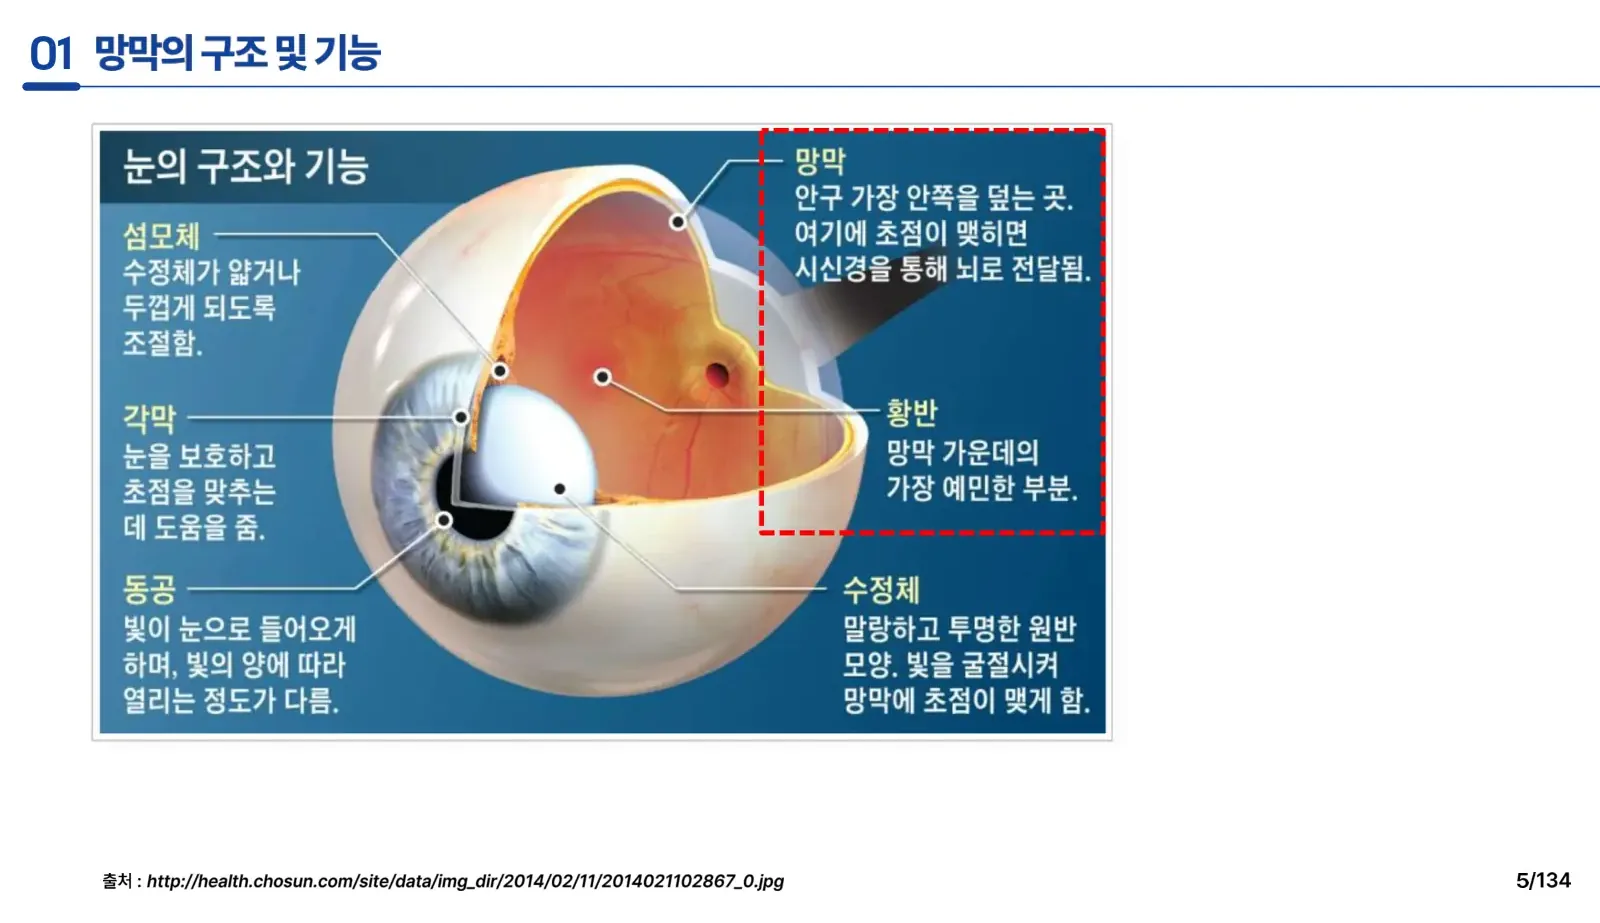 01 망막의 구조 및 기능
눈의 구조와 기능
섬모체
수정체가 얇거나
두껍게 되도록
조절함.
각막
눈을 보호하고
초점을 맞추는
데 도움을 줌.
동공
빛이 눈으로 들어오게
하며, 빛의 양에 따라
열리는 정도가 다름.
망막
안구 가장 안쪽을 덮는 곳.
여기에 초점이 맺히면
시신경을 통해 뇌로 전달됨.
황반
망막 가운데의
가장 예민한 부분.
수정체
말랑하고 투명한 원반
모양. 빛을 굴절시켜
망막에 초점이 맺게 함.
출처 : http://health.chosun.com/site/data/img_dir/2014/02/11/2014021102867_0.jpg
5/134